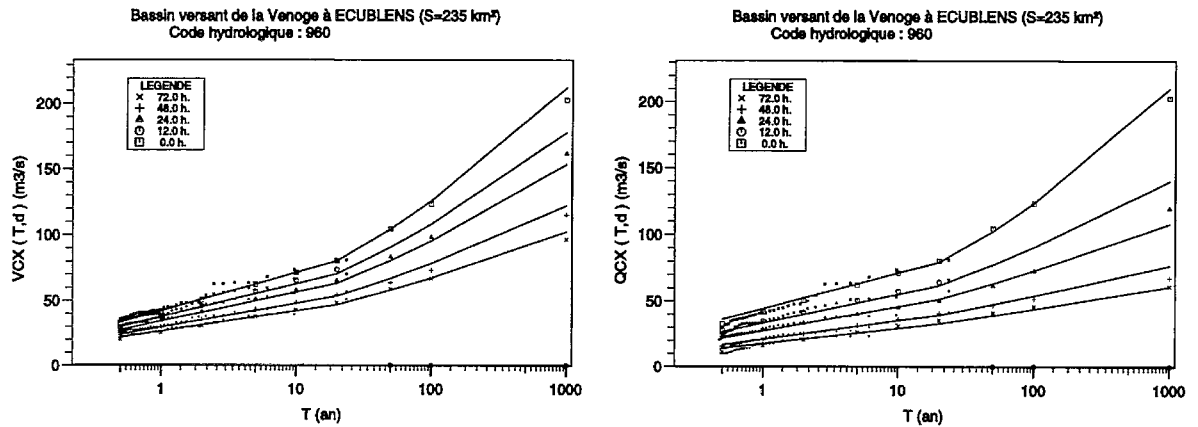 Bassin versant de la Venoge à ECUBLENS (S=235 km²)
Code hydrologique : 960
VCX ( T,d ) (m3/s)
200
150
100
50
0
LEGENDE
× 72.0 h.
+ 48.0 h.
▲ 24.0 h.
○ 12.0 h.
□ 0.0 h.
1 10 100 1000
T (an)
Bassin versant de la Venoge à ECUBLENS (S=235 km²)
Code hydrologique : 960
QCX ( T,d ) (m3/s)
200
150
100
50
0
LEGENDE
× 72.0 h.
+ 48.0 h.
▲ 24.0 h.
○ 12.0 h.
□ 0.0 h.
1 10 100 1000
T (an)